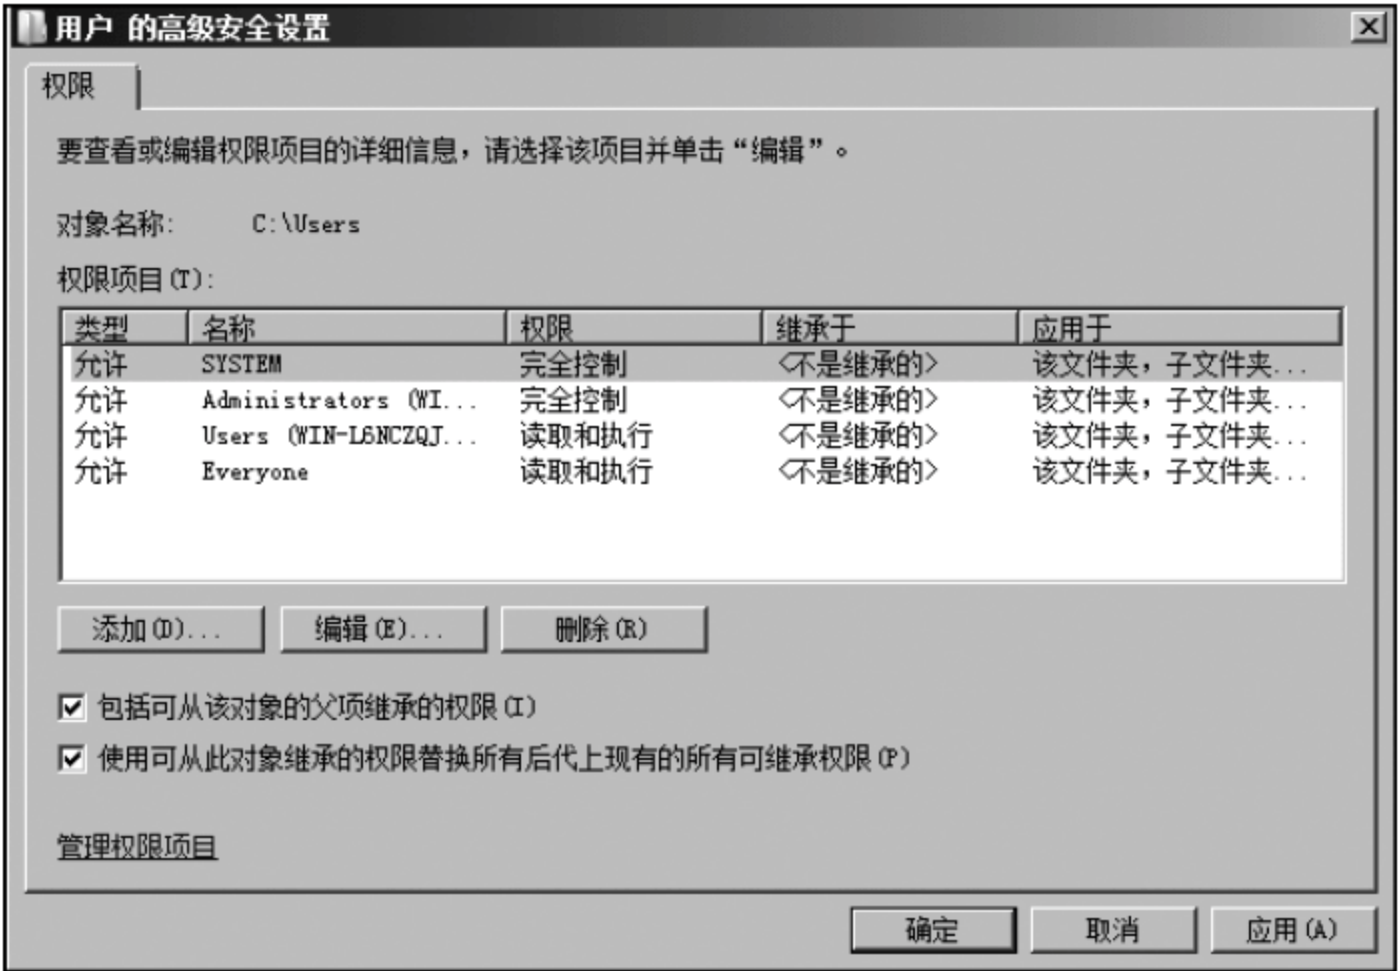 用户 的高级安全设置
权限
要查看或编辑权限项目的详细信息，请选择该项目并单击“编辑”。
对象名称: C:\Users
权限项目(T):
类型 名称 权限 继承于 应用于
允许 SYSTEM 完全控制 <不是继承的> 该文件夹，子文件夹...
允许 Administrators (WI... 完全控制 <不是继承的> 该文件夹，子文件夹...
允许 Users (WIN-L6NCZQJ... 读取和执行 <不是继承的> 该文件夹，子文件夹...
允许 Everyone 读取和执行 <不是继承的> 该文件夹，子文件夹...
添加(D)... 编辑(E)... 删除(R)
包括可从该对象的父项继承的权限(I)
使用可从此对象继承的权限替换所有后代上现有的所有可继承权限(P)
管理权限项目
确定 取消 应用(A)